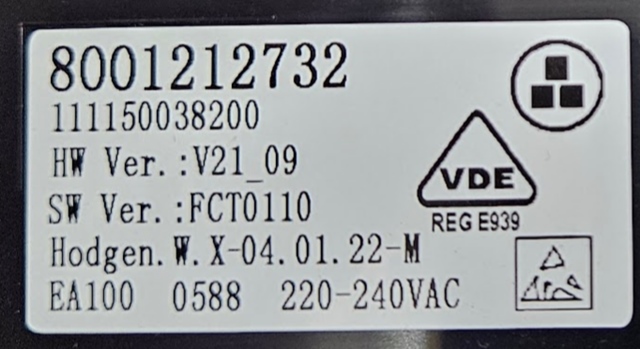 8001212732
111150038200
HW Ver.:V21_09
SW Ver.:FCT0110
Hodgen.W.X-04.01.22-M
EA100 0588 220-240VAC
VDE
REG E939